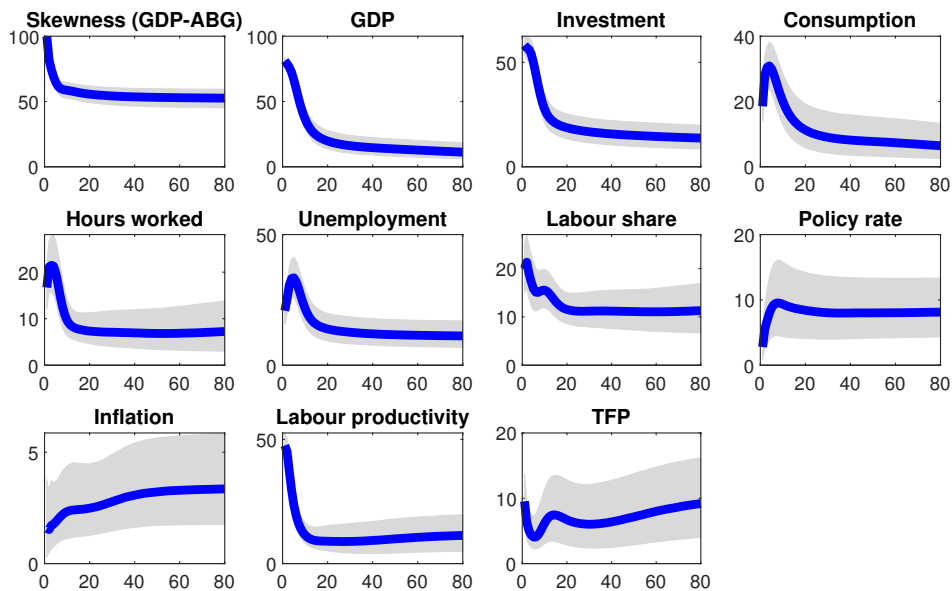 Skewness (GDP-ABG)
GDP
Investment
Consumption
100
50
0
0 20 40 60 80
100
50
0
0 20 40 60 80
50
0
0 20 40 60 80
40
20
0
0 20 40 60 80
Hours worked
Unemployment
Labour share
Policy rate
20
10
0
0 20 40 60 80
50
0
0 20 40 60 80
20
10
0
0 20 40 60 80
20
10
0
0 20 40 60 80
Inflation
Labour productivity
TFP
5
0
0 20 40 60 80
50
0
0 20 40 60 80
20
10
0
0 20 40 60 80